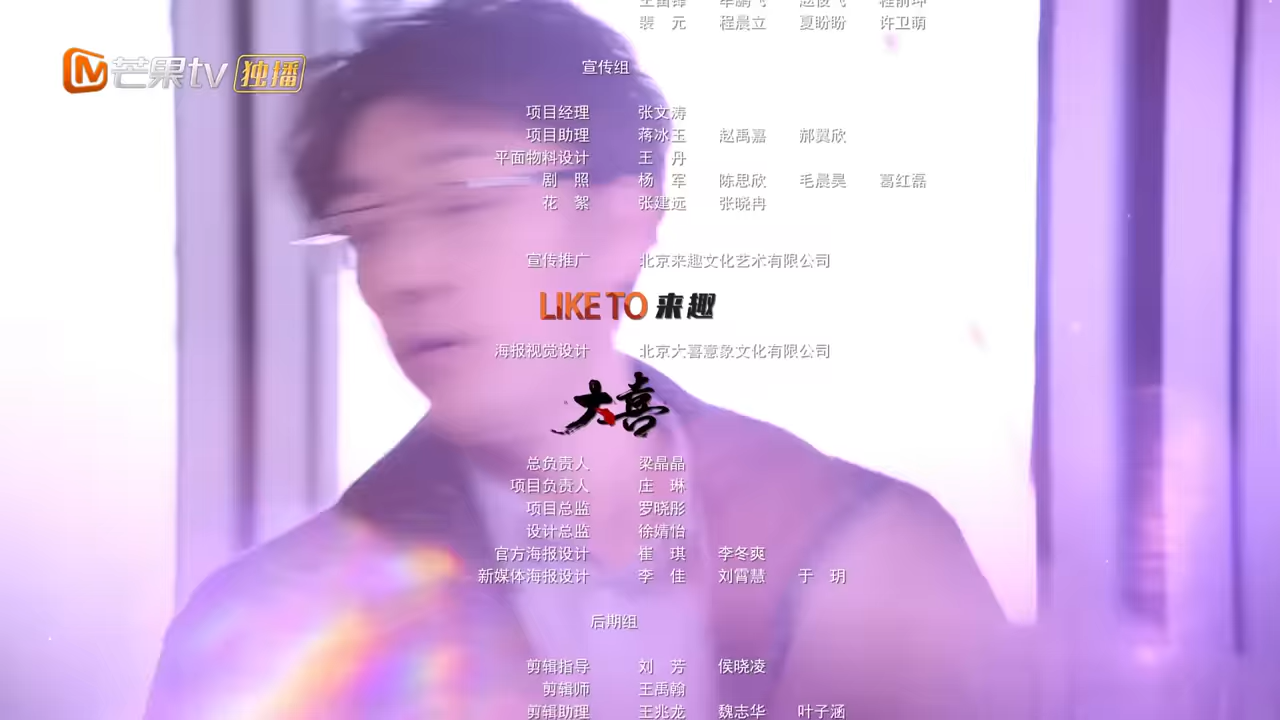 裴 元 程晨立 夏盼盼 许卫萌
芒果tv 独播
宣传组
项目经理 张文涛
项目助理 蒋冰玉 赵禹嘉 郝翼欣
平面物料设计 王 丹
剧 照 杨 军 陈思欣 毛晨昊 葛红磊
花 絮 张建远 张晓冉
宣传推广 北京来趣文化艺术有限公司
LIKE TO 来趣
海报视觉设计 北京大喜意象文化有限公司
大喜
总负责人 梁晶晶
项目负责人 庄 琳
项目总监 罗晓彤
设计总监 徐婧怡
官方海报设计 崔 琪 李冬爽
新媒体海报设计 李 佳 刘霄慧 于 玥
后期组
剪辑指导 刘 芳 侯晓凌
剪辑师 王禹翰
剪辑助理 王兆龙 魏志华 叶子涵